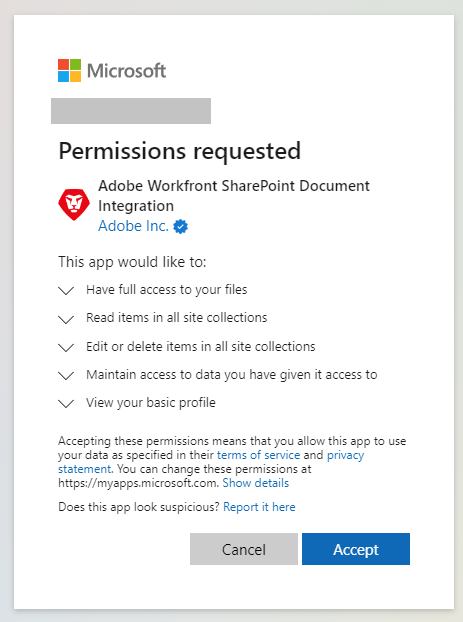 Microsoft
Permissions requested
Adobe Workfront SharePoint Document
Integration
Adobe Inc.
This app would like to:
Have full access to your files
Read items in all site collections
Edit or delete items in all site collections
Maintain access to data you have given it access to
View your basic profile
Accepting these permissions means that you allow this app to use
your data as specified in their terms of service and privacy
statement. You can change these permissions at
https://myapps.microsoft.com. Show details
Does this app look suspicious? Report it here
Cancel
Accept